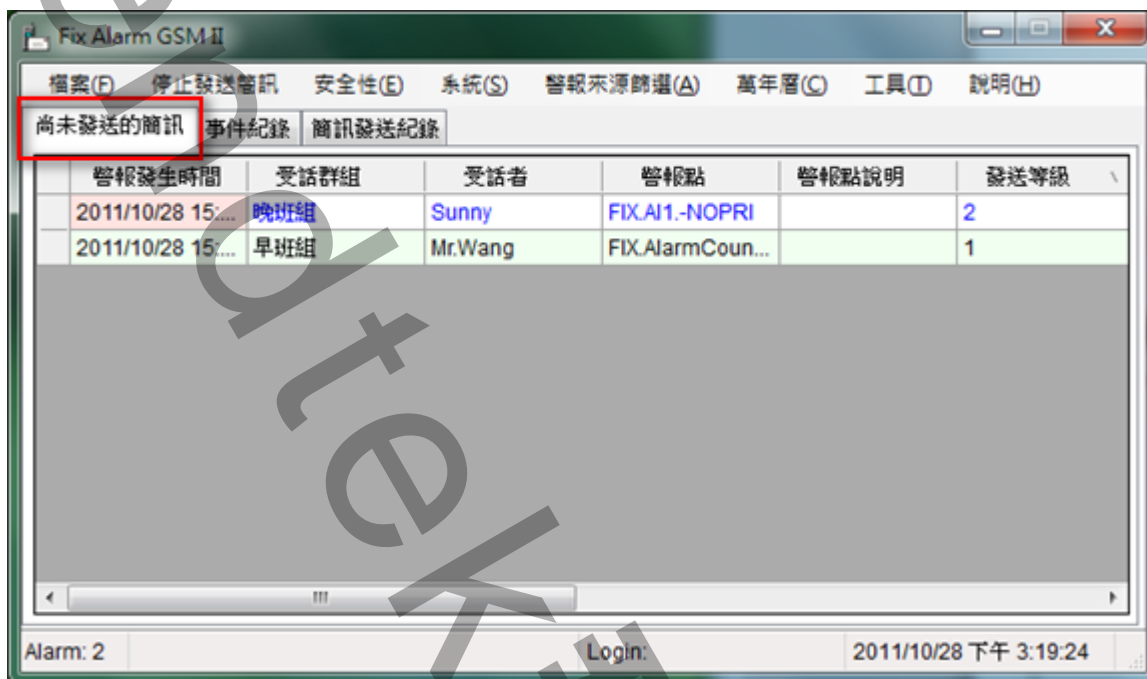 Fix Alarm GSM II
檔案(F) 停止發送簡訊 安全性(E) 系統(S) 警報來源篩選(A) 萬年曆(C) 工具(T) 說明(H)
尚未發送的簡訊 事件紀錄 簡訊發送紀錄
警報發生時間 受話群組 受話者 警報點 警報點說明 發送等級
2011/10/28 15:... 晚班組 Sunny FIX.AI1.-NOPRI 2
2011/10/28 15:... 早班組 Mr.Wang FIX.AlarmCoun... 1
Alarm: 2 Login: 2011/10/28 下午 3:19:24